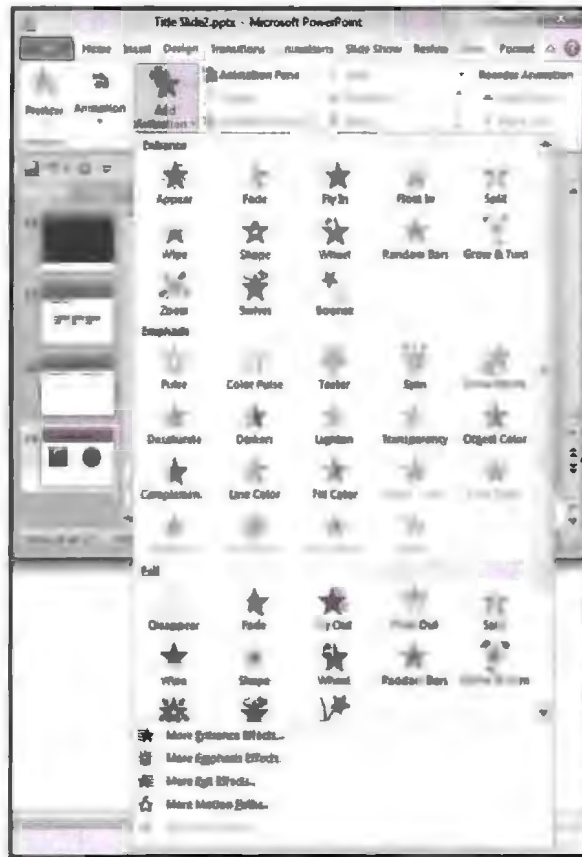 Title Slide2.pptx - Microsoft PowerPoint
Home Insert Design Transitions Animations Slide Show Review Format
Preview Animation Add Animation Animation Pane Reorder Animation
Entrance
Appear Fade Fly In Float In Split
Wipe Shape Wheel Random Bars Grow & Turn
Zoom Swivel Bounce
Emphasis
Pulse Color Pulse Teeter Spin
Desaturate Darken Lighten Transparency Object Color
Complemen... Line Color Fill Color
Exit
Disappear Fade Fly Out Float Out Split
Wipe Shape Wheel Random Bars
More Entrance Effects...
More Emphasis Effects...
More Exit Effects...
More Motion Paths...